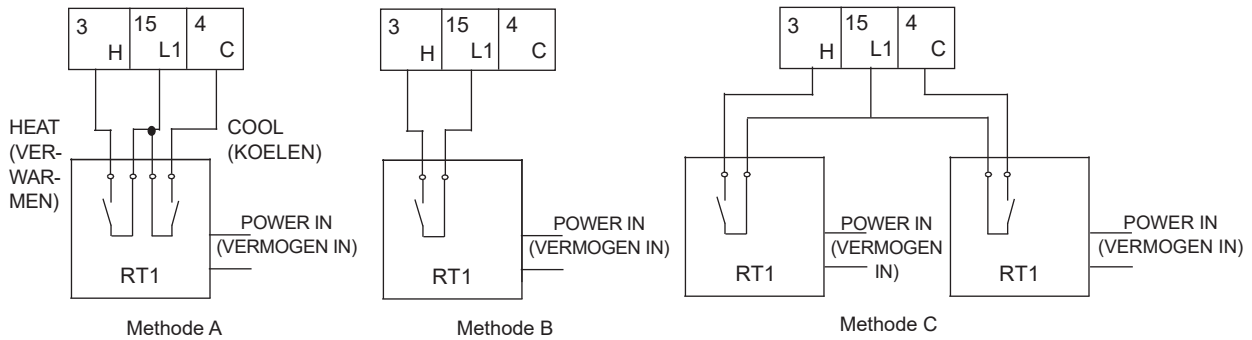 3 H
15 L1
4 C
HEAT
(VER-
WAR-
MEN)
COOL
(KOELEN)
POWER IN
(VERMOGEN IN)
RT1
Methode A
3 H
15 L1
4 C
POWER IN
(VERMOGEN IN)
RT1
Methode B
3 H
15 L1
4 C
POWER IN
(VERMOGEN
IN)
RT1
POWER IN
(VERMOGEN IN)
RT1
Methode C